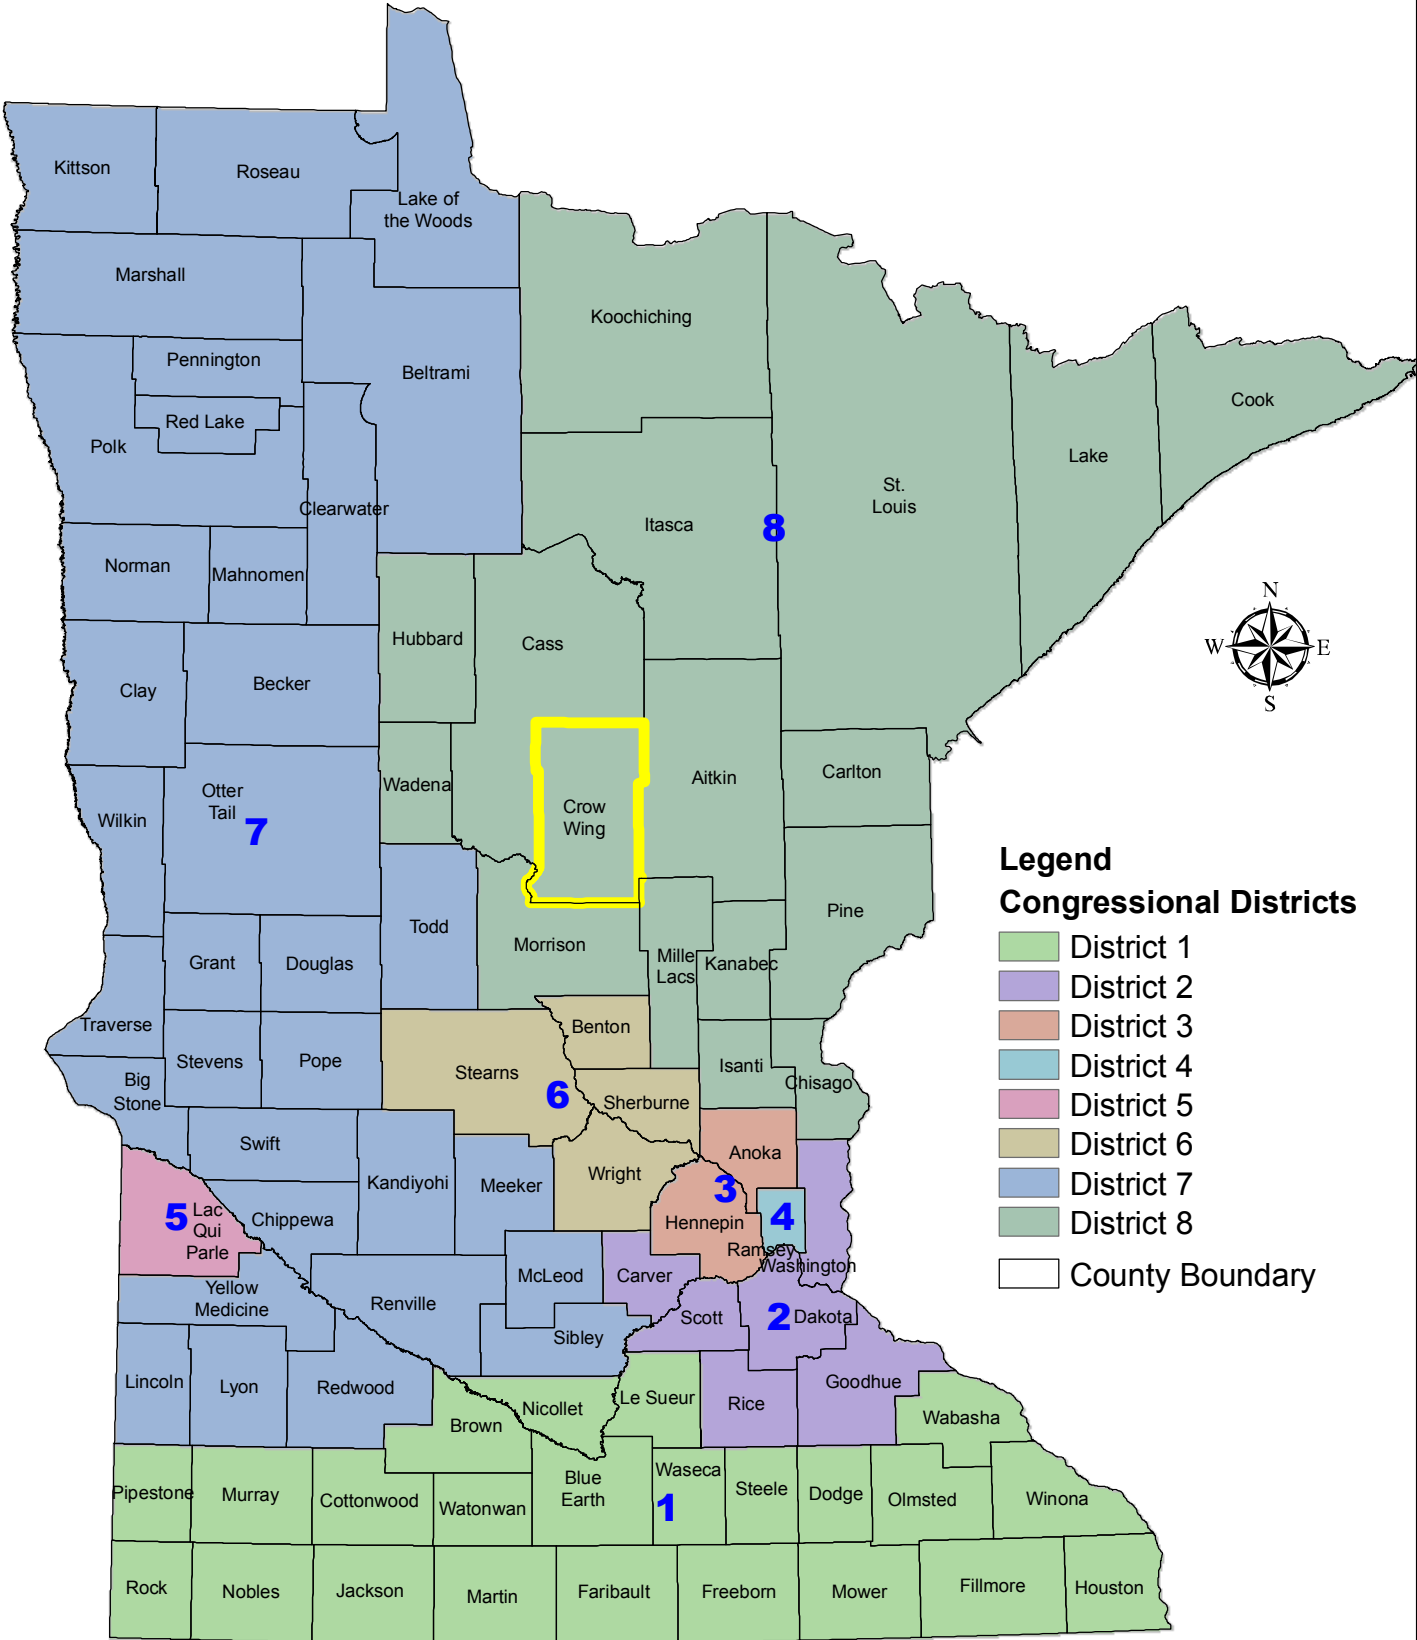 Kittson
Roseau
Lake of
the Woods
Marshall
Koochiching
Pennington
Beltrami
Red Lake
Polk
Cook
Lake
St.
Louis
Clearwater
Itasca
8
Norman
Mahnomen
Hubbard
Cass
Clay
Becker
N
W
E
S
Otter
Tail
7
Wilkin
Wadena
Crow
Wing
Aitkin
Carlton
Pine
Todd
Morrison
Mille
Lacs
Kanabec
Grant
Douglas
Traverse
Stevens
Pope
Benton
Big
Stone
Stearns
6
Sherburne
Isanti
Chisago
Swift
Kandiyohi
Meeker
Wright
Anoka
3
Hennepin
4
Ramsey
Washington
5
Lac
Qui
Parle
Chippewa
Yellow
Medicine
Renville
McLeod
Carver
Sibley
Scott
2
Dakota
Lincoln
Lyon
Redwood
Brown
Nicollet
Le Sueur
Rice
Goodhue
Wabasha
Pipestone
Murray
Cottonwood
Watonwan
Blue
Earth
Waseca
1
Steele
Dodge
Olmsted
Winona
Rock
Nobles
Jackson
Martin
Faribault
Freeborn
Mower
Fillmore
Houston
Legend
Congressional Districts
District 1
District 2
District 3
District 4
District 5
District 6
District 7
District 8
County Boundary